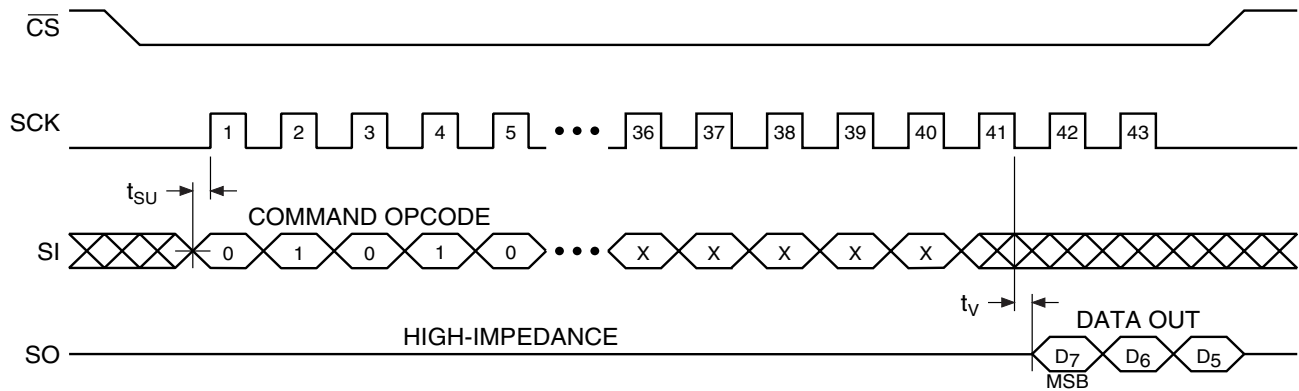 CS
SCK 1 2 3 4 5 ••• 36 37 38 39 40 41 42 43
tSU
COMMAND OPCODE
SI 0 1 0 1 0 ••• X X X X X
tV
HIGH-IMPEDANCE DATA OUT
SO D7 D6 D5
MSB